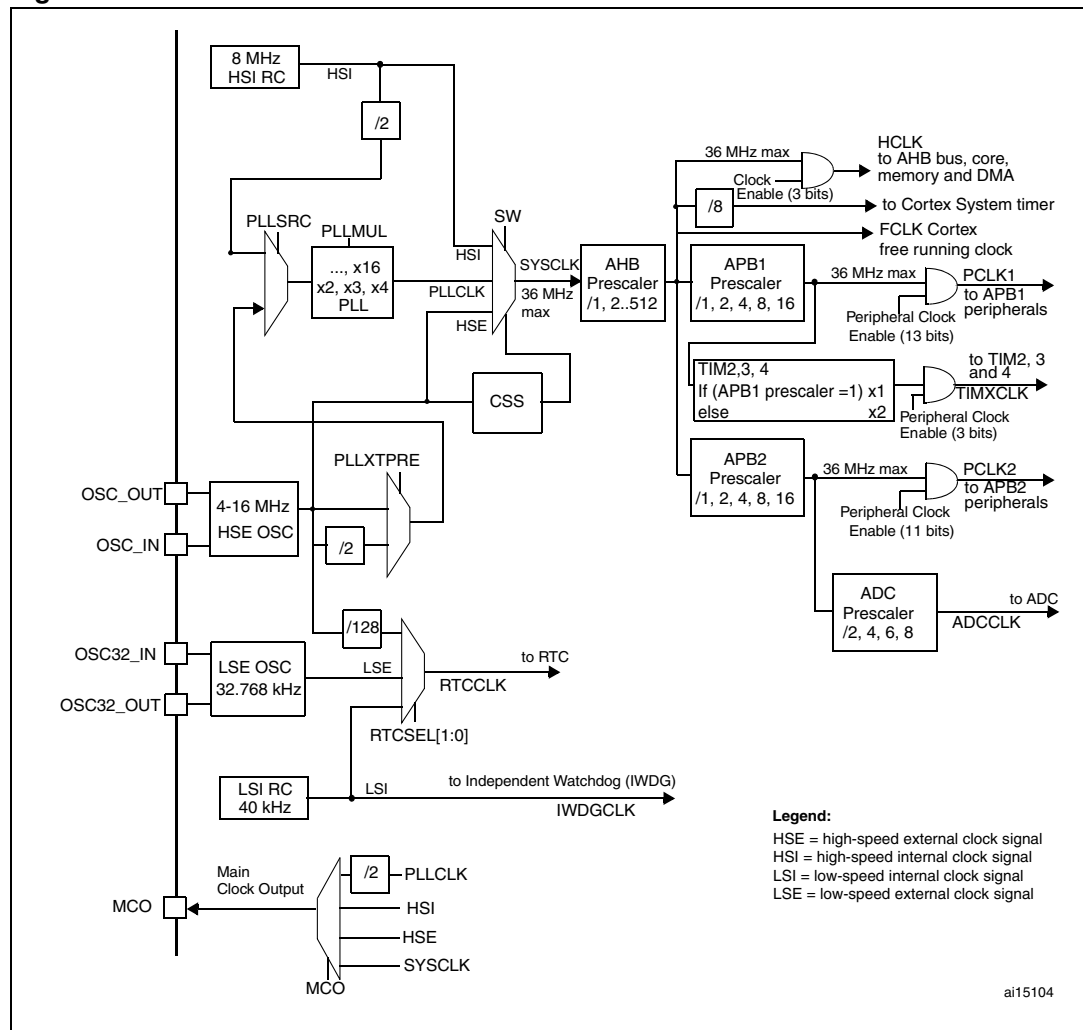 8 MHz
HSI RC
HSI
/2
PLLSRC
PLLMUL
..., x16
x2, x3, x4
PLL
SW
HSI
PLLCLK
HSE
SYSCLK
36 MHz
max
AHB
Prescaler
/1, 2..512
36 MHz max
Clock
Enable (3 bits)
HCLK
to AHB bus, core,
memory and DMA
/8
to Cortex System timer
FCLK Cortex
free running clock
APB1
Prescaler
/1, 2, 4, 8, 16
36 MHz max
PCLK1
to APB1
peripherals
Peripheral Clock
Enable (13 bits)
TIM2,3, 4
If (APB1 prescaler =1) x1
else x2
to TIM2, 3
and 4
TIMXCLK
Peripheral Clock
Enable (3 bits)
CSS
PLLXTPRE
OSC_OUT
OSC_IN
4-16 MHz
HSE OSC
/2
APB2
Prescaler
/1, 2, 4, 8, 16
36 MHz max
PCLK2
to APB2
peripherals
Peripheral Clock
Enable (11 bits)
ADC
Prescaler
/2, 4, 6, 8
to ADC
ADCCLK
/128
OSC32_IN
OSC32_OUT
LSE OSC
32.768 kHz
LSE
to RTC
RTCCLK
RTCSEL[1:0]
LSI RC
40 kHz
LSI
to Independent Watchdog (IWDG)
IWDGCLK
Legend:
HSE = high-speed external clock signal
HSI = high-speed internal clock signal
LSI = low-speed internal clock signal
LSE = low-speed external clock signal
Main
Clock Output
MCO
/2
PLLCLK
HSI
HSE
SYSCLK
MCO
ai15104